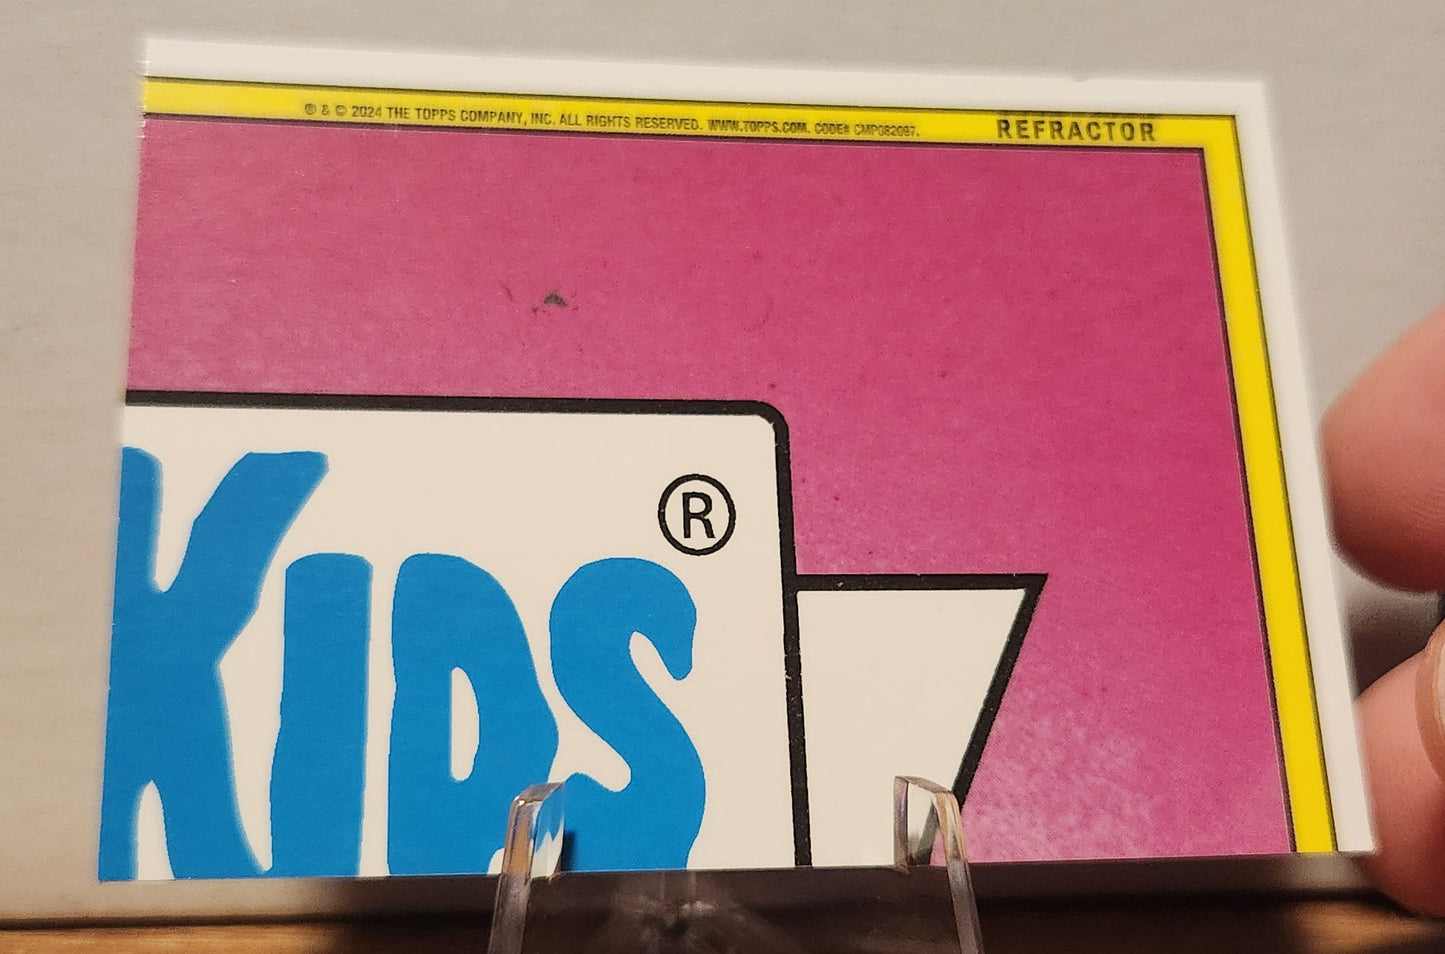 ® & © 2024 THE TOPPS COMPANY, INC. ALL RIGHTS RESERVED. WWW.TOPPS.COM. CODE# CMP082097. REFRACTOR
KIDS ®